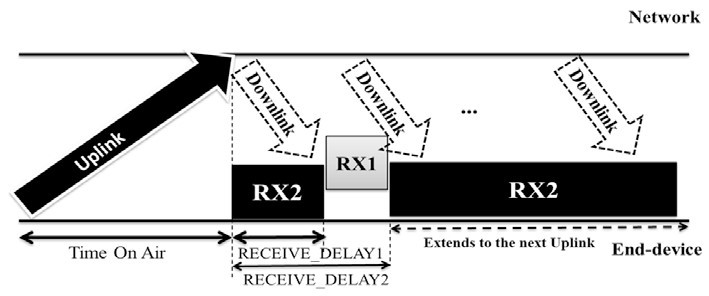 Network
Uplink
Downlink
Downlink
...
Downlink
RX2
RX1
RX2
Time On Air
RECEIVE_DELAY1
RECEIVE_DELAY2
Extends to the next Uplink
End-device